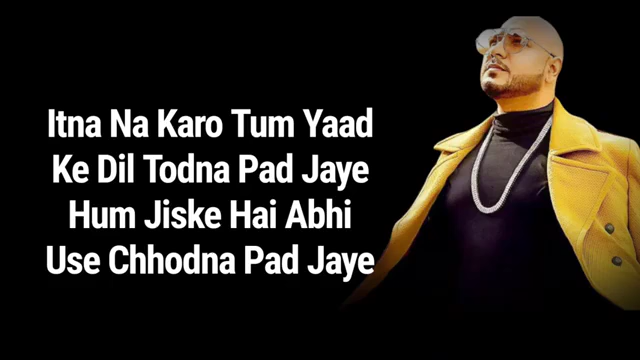 Itna Na Karo Tum Yaad
Ke Dil Todna Pad Jaye
Hum Jiske Hai Abhi
Use Chhodna Pad Jaye